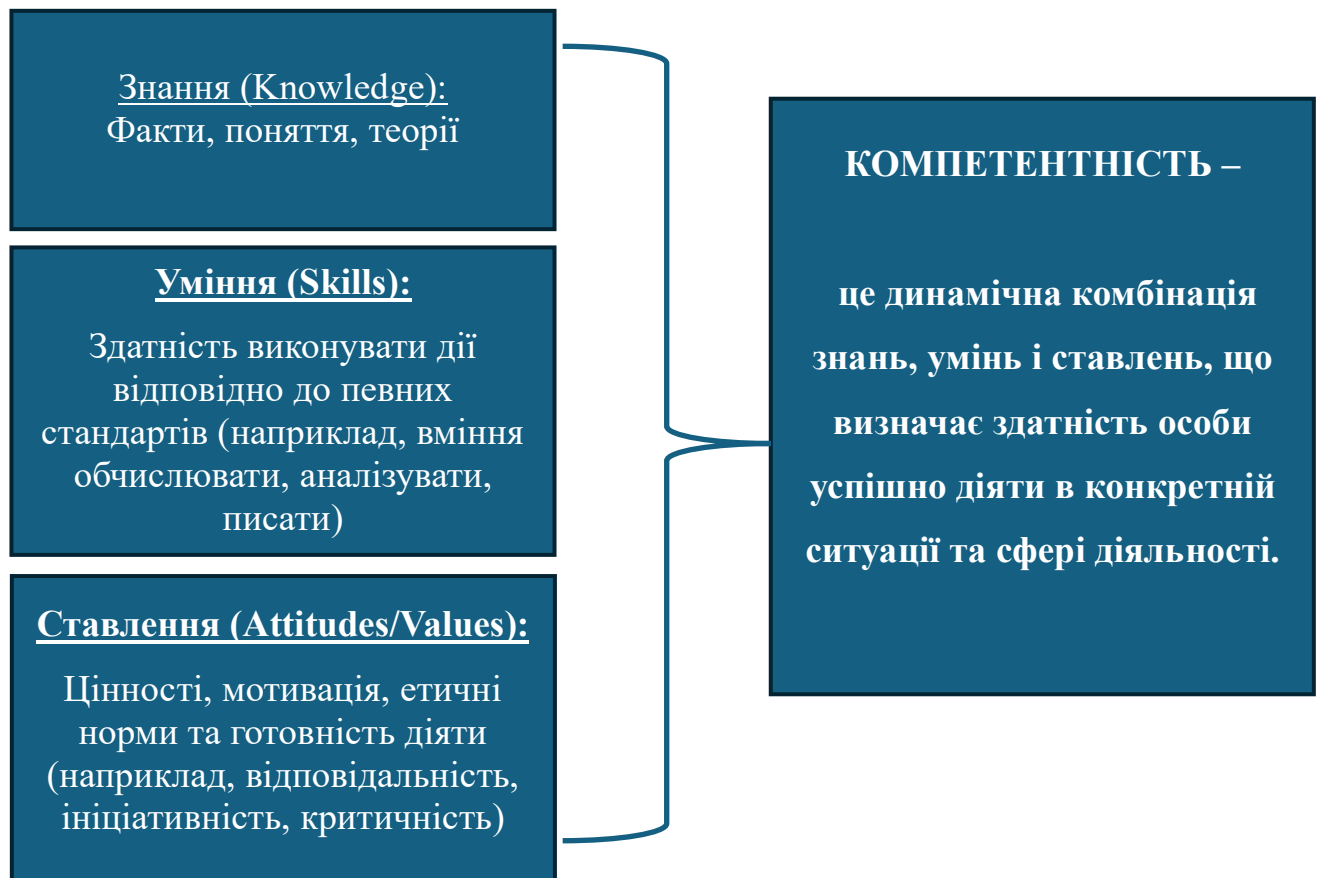 Знання (Knowledge):
Факти, поняття, теорії
Уміння (Skills):
Здатність виконувати дії
відповідно до певних
стандартів (наприклад, вміння
обчислювати, аналізувати,
писати)
Ставлення (Attitudes/Values):
Цінності, мотивація, етичні
норми та готовність діяти
(наприклад, відповідальність,
ініціативність, критичність)
КОМПЕТЕНТНІСТЬ –
це динамічна комбінація
знань, умінь і ставлень, що
визначає здатність особи
успішно діяти в конкретній
ситуації та сфері діяльності.